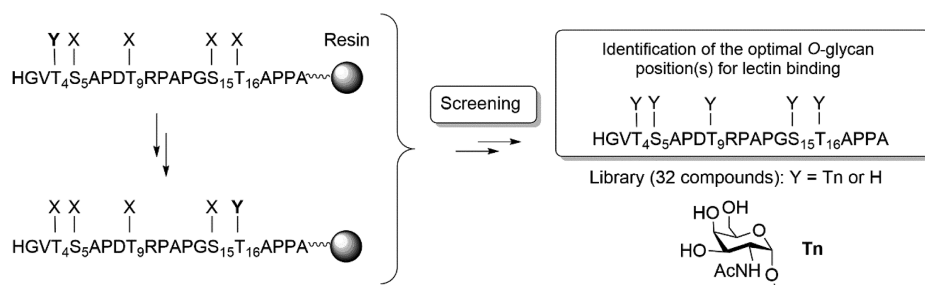 Y X X X X Resin
HGVT4S5APDT9RPAPGS15T16APPA
X X X X Y
HGVT4S5APDT9RPAPGS15T16APPA
Screening
Identification of the optimal O-glycan
position(s) for lectin binding
Y Y Y Y Y
HGVT4S5APDT9RPAPGS15T16APPA
Library (32 compounds): Y = Tn or H
HO OH
O
HO
AcNH
O
Tn